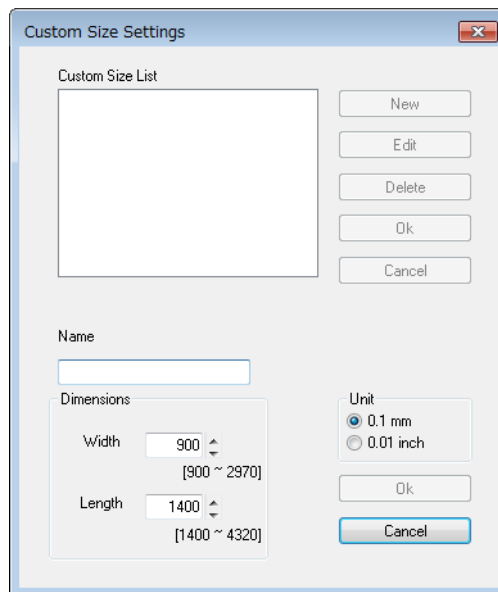 Custom Size Settings
Custom Size List
New
Edit
Delete
Ok
Cancel
Name
Dimensions
Width 900
[900 ~ 2970]
Length 1400
[1400 ~ 4320]
Unit
0.1 mm
0.01 inch
Ok
Cancel